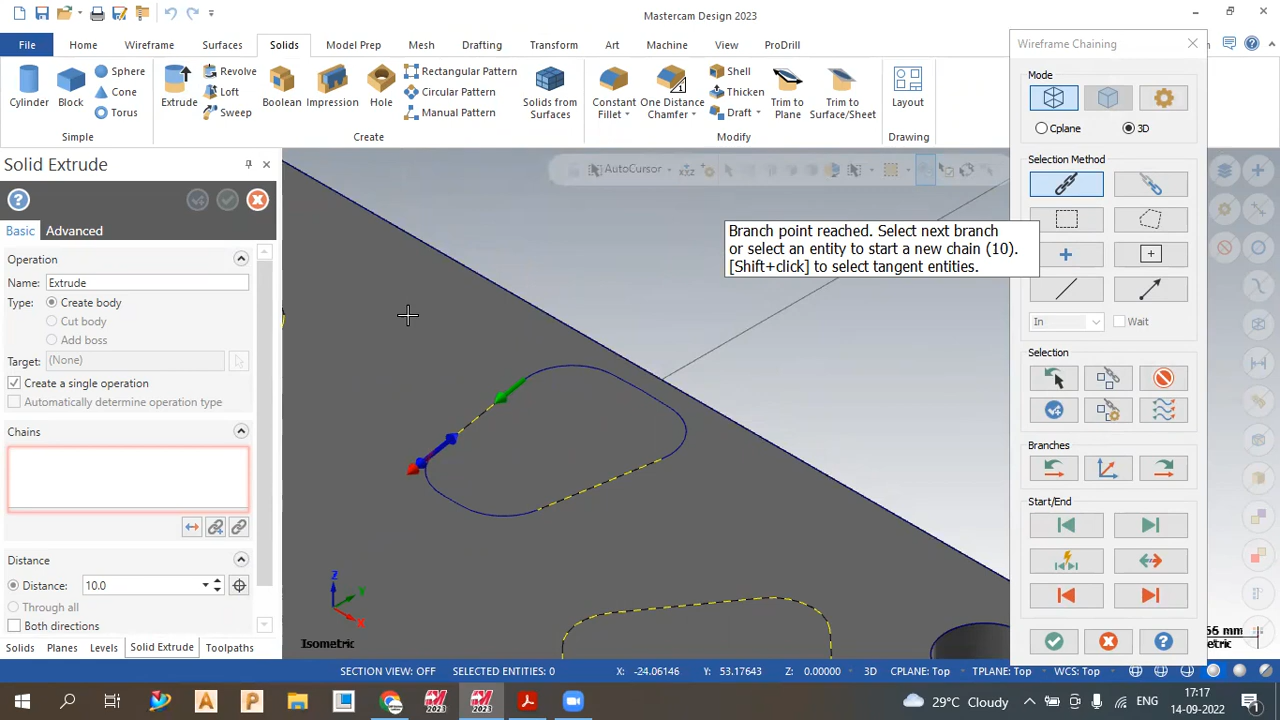 Mastercam Design 2023
File Home Wireframe Surfaces Solids Model Prep Mesh Drafting Transform Art Machine View ProDrill
Cylinder Block Sphere Cone Torus
Simple
Extrude Revolve Loft Sweep Boolean Impression Hole Rectangular Pattern Circular Pattern Manual Pattern Solids from Surfaces
Create
Constant Fillet One Distance Chamfer Shell Thicken Draft Trim to Plane Trim to Surface/Sheet
Modify
Layout
Drawing
Solid Extrude
Basic Advanced
Operation
Name: Extrude
Type: Create body
Cut body
Add boss
Target: (None)
Create a single operation
Automatically determine operation type
Chains
Distance
Distance: 10.0
Through all
Both directions
Solids Planes Levels Solid Extrude Toolpaths
AutoCursor
Branch point reached. Select next branch
or select an entity to start a new chain (10).
[Shift+click] to select tangent entities.
Z
Y
X
Isometric
Wireframe Chaining
Mode
Cplane 3D
Selection Method
In Wait
Selection
Branches
Start/End
SECTION VIEW: OFF SELECTED ENTITIES: 0 X: -24.06146 Y: 53.17643 Z: 0.00000 3D CPLANE: Top TPLANE: Top WCS: Top
29°C Cloudy ENG 17:17
14-09-2022